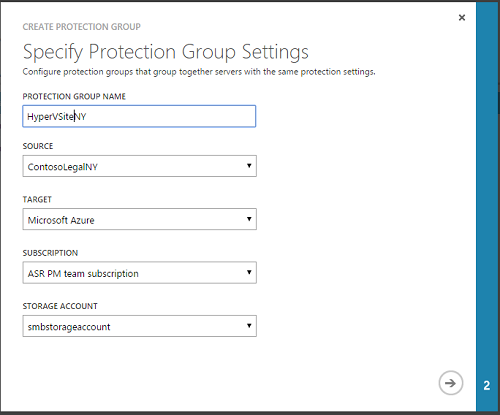 CREATE PROTECTION GROUP
Specify Protection Group Settings
Configure protection groups that group together servers with the same protection settings.
PROTECTION GROUP NAME
HyperVSiteNY
SOURCE
ContosoLegalNY
TARGET
Microsoft Azure
SUBSCRIPTION
ASR PM team subscription
STORAGE ACCOUNT
smbstorageaccount
2